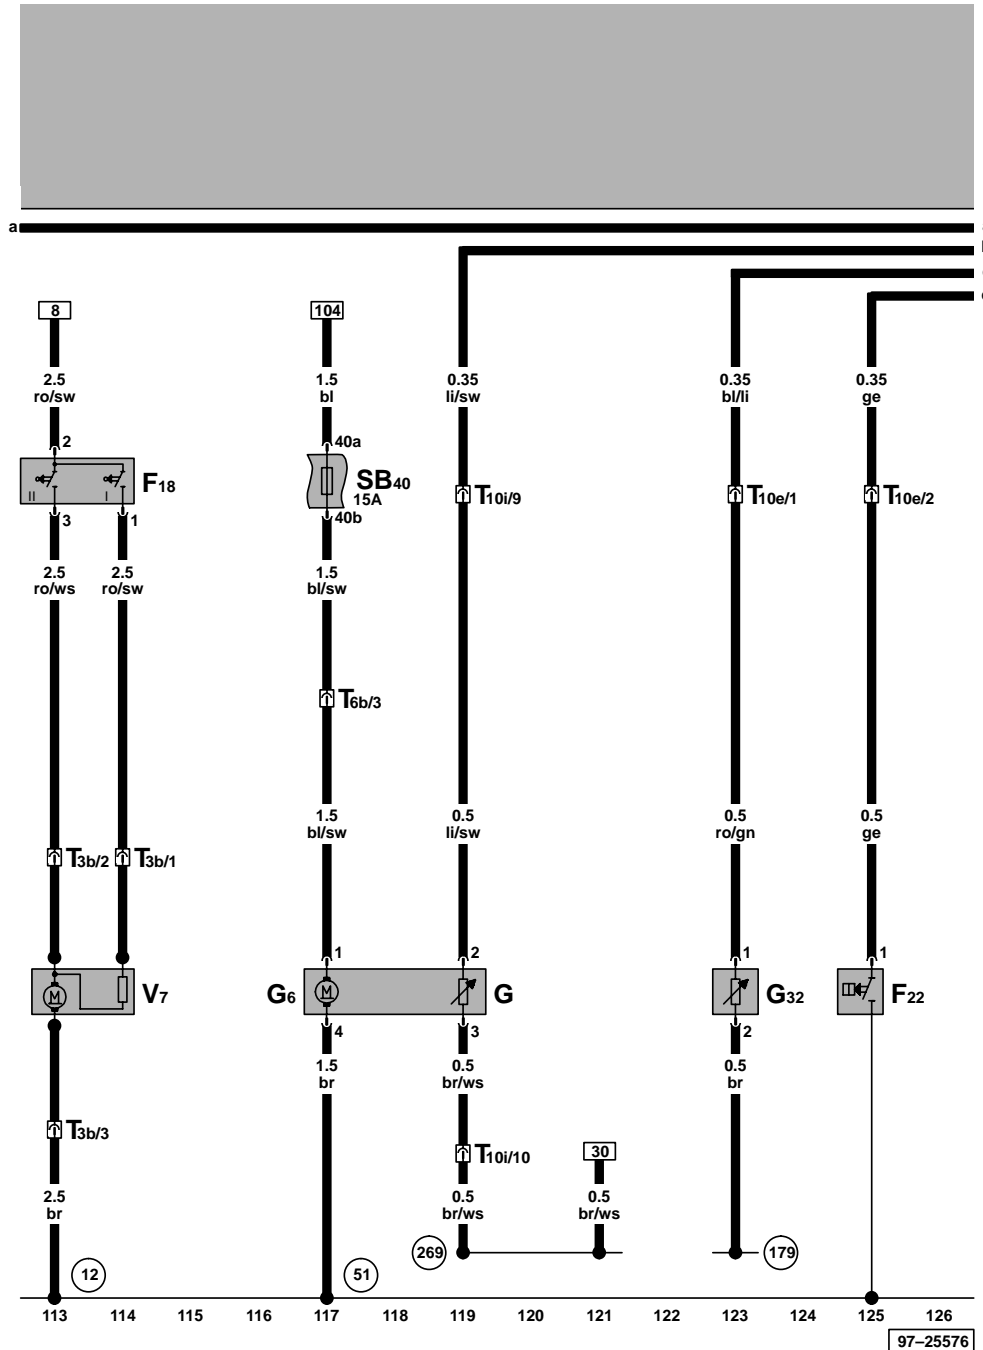 a
8
104
2.5
ro/sw
1.5
bl
0.35
li/sw
0.35
bl/li
0.35
ge
2
40a
F18
II
I
SB40
15A
T10i/9
T10e/1
T10e/2
3
1
40b
2.5
ro/ws
2.5
ro/sw
1.5
bl/sw
T6b/3
1.5
bl/sw
0.5
li/sw
0.5
ro/gn
0.5
ge
T3b/2
T3b/1
1
2
1
1
M
V7
G6
M
G
G32
F22
4
3
2
1.5
br
0.5
br/ws
0.5
br
T3b/3
T10i/10
30
2.5
br
0.5
br/ws
0.5
br/ws
269
179
12
51
113 114 115 116 117 118 119 120 121 122 123 124 125 126
97–25576